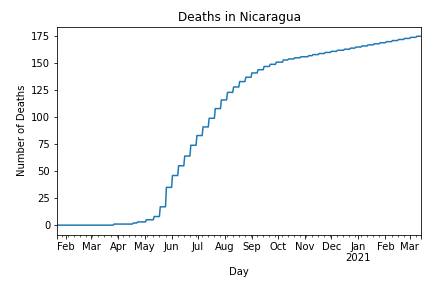 Deaths in Nicaragua
175
150
125
100
75
50
25
0
Number of Deaths
Feb Mar Apr May Jun Jul Aug Sep Oct Nov Dec Jan Feb Mar
2021
Day